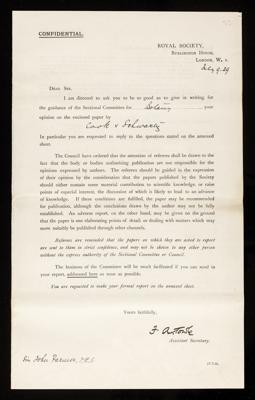 CONFIDENTIAL.
ROYAL SOCIETY,
BURLINGTON HOUSE,
LONDON, W. 1.
July 9. 29
DEAR SIR,
I am directed to ask you to be so good as to give in writing for
the guidance of the Sectional Committee for Botany your
opinion on the enclosed paper by
Cook & Schwartz
In particular you are requested to reply to the questions stated on the annexed
sheet.
The Council have ordered that the attention of referees shall be drawn to the
fact that the body or bodies authorizing publication are not responsible for the
opinions expressed by authors. The referees should be guided in the expression
of their opinion by the consideration that the papers published by the Society
should either contain some material contribution to scientific knowledge, or raise
points of especial interest, the discussion of which is likely to lead to an advance
of knowledge. If these conditions are fulfilled, the paper may be recommended
for publication, although the conclusions drawn by the author may not be fully
established. An adverse report, on the other hand, may be given on the ground
that the paper is one elaborating points of detail, or dealing with matters which may
more suitably be published through other channels.
Referees are reminded that the papers on which they are asked to report
are sent to them in strict confidence, and may not be shown to any other person
without the express authority of the Sectional Committee or Council.
The business of the Committee will be much facilitated if you can send in
your report, addressed here as soon as possible.
You are requested to make your formal report on the annexed sheet.
Yours faithfully,
F. A. Towle
Assistant Secretary.
Sir John Farmer, F.R.S.